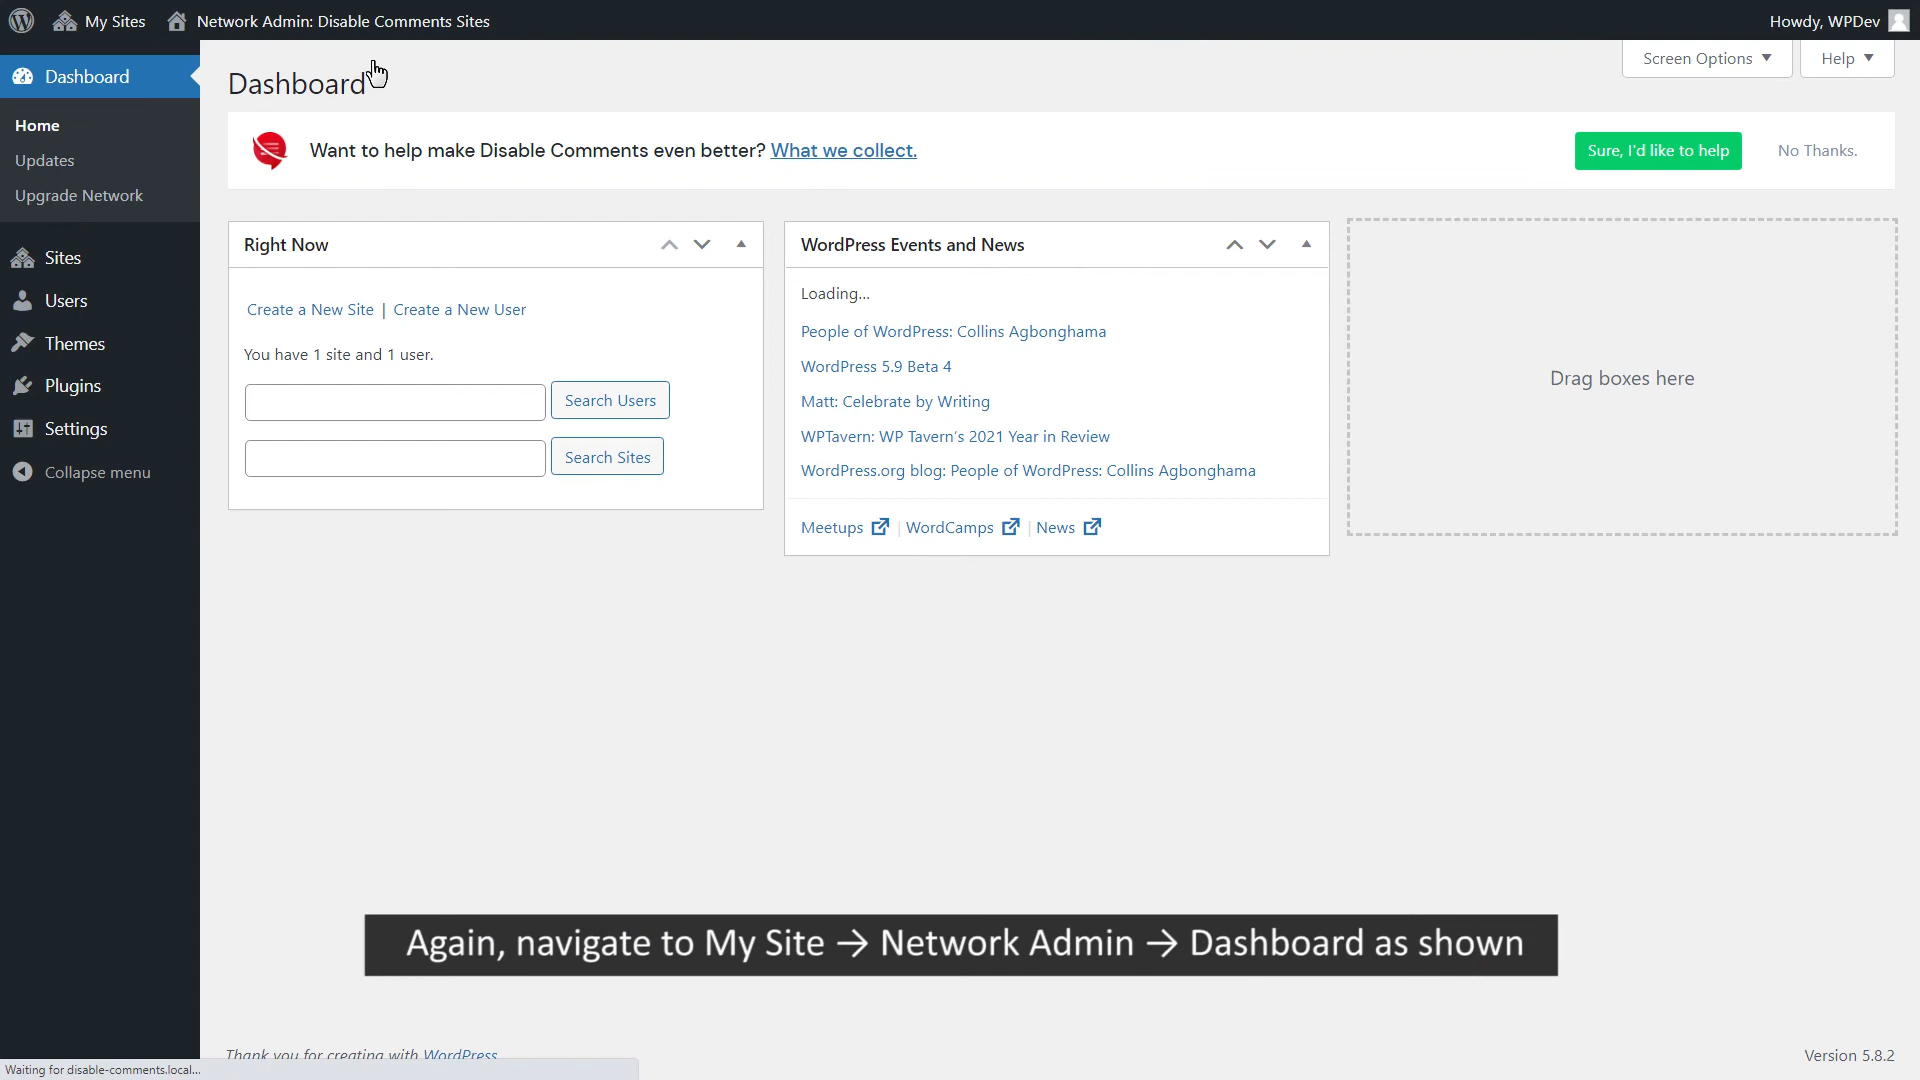 My Sites
Network Admin: Disable Comments Sites
Howdy, WPDev
Dashboard
Home
Updates
Upgrade Network
Sites
Users
Themes
Plugins
Settings
Collapse menu
Dashboard
Screen Options
Help
Want to help make Disable Comments even better? What we collect.
Sure, I'd like to help
No Thanks.
Right Now
Create a New Site | Create a New User
You have 1 site and 1 user.
Search Users
Search Sites
WordPress Events and News
Loading...
People of WordPress: Collins Agbonghama
WordPress 5.9 Beta 4
Matt: Celebrate by Writing
WPTavern: WP Tavern’s 2021 Year in Review
WordPress.org blog: People of WordPress: Collins Agbonghama
Meetups | WordCamps | News
Drag boxes here
Again, navigate to My Site → Network Admin → Dashboard as shown
Thank you for creating with WordPress
Version 5.8.2
Waiting for disable-comments.local...